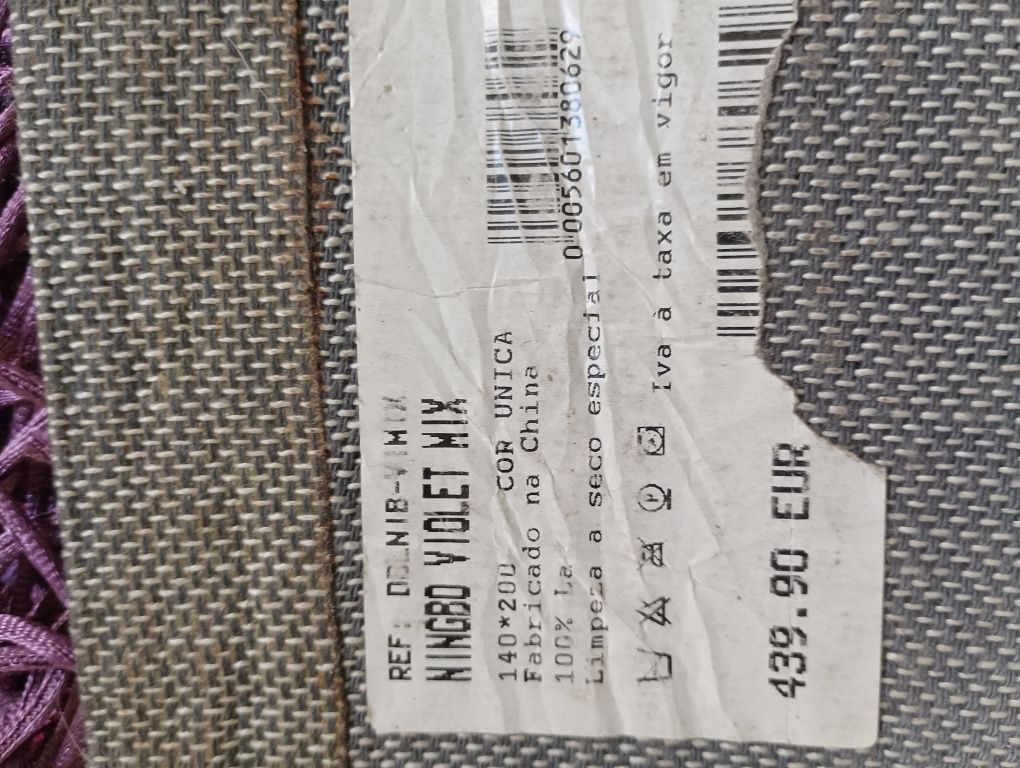 REF: DC_NIB-VIMIX
NINGBO VIOLET MIX
140*200 COR UNICA
Fabricado na China
100% La
Limpeza a seco especial
0005601380629
Iva à taxa em vigor
439.90 EUR